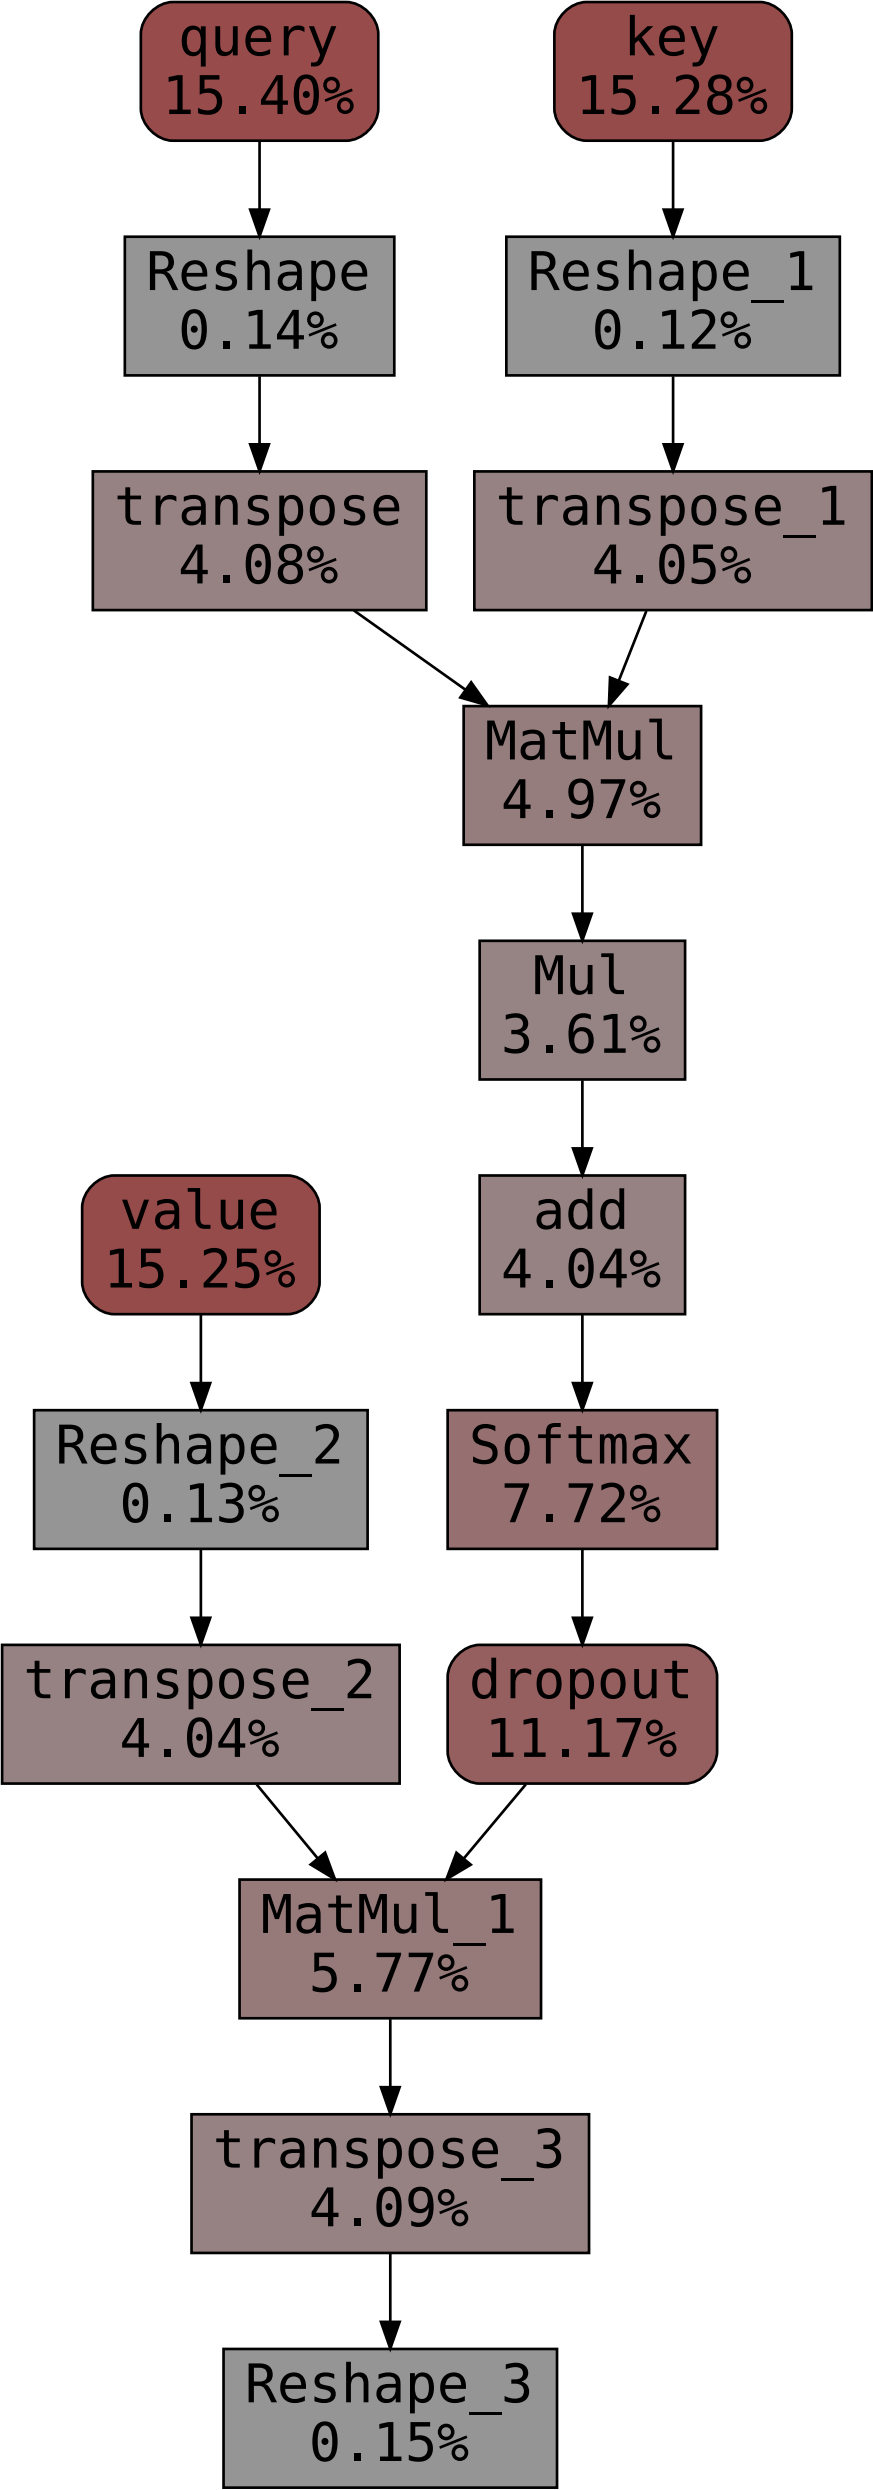 query
15.40%
key
15.28%
Reshape
0.14%
Reshape_1
0.12%
transpose
4.08%
transpose_1
4.05%
MatMul
4.97%
Mul
3.61%
value
15.25%
add
4.04%
Reshape_2
0.13%
Softmax
7.72%
transpose_2
4.04%
dropout
11.17%
MatMul_1
5.77%
transpose_3
4.09%
Reshape_3
0.15%